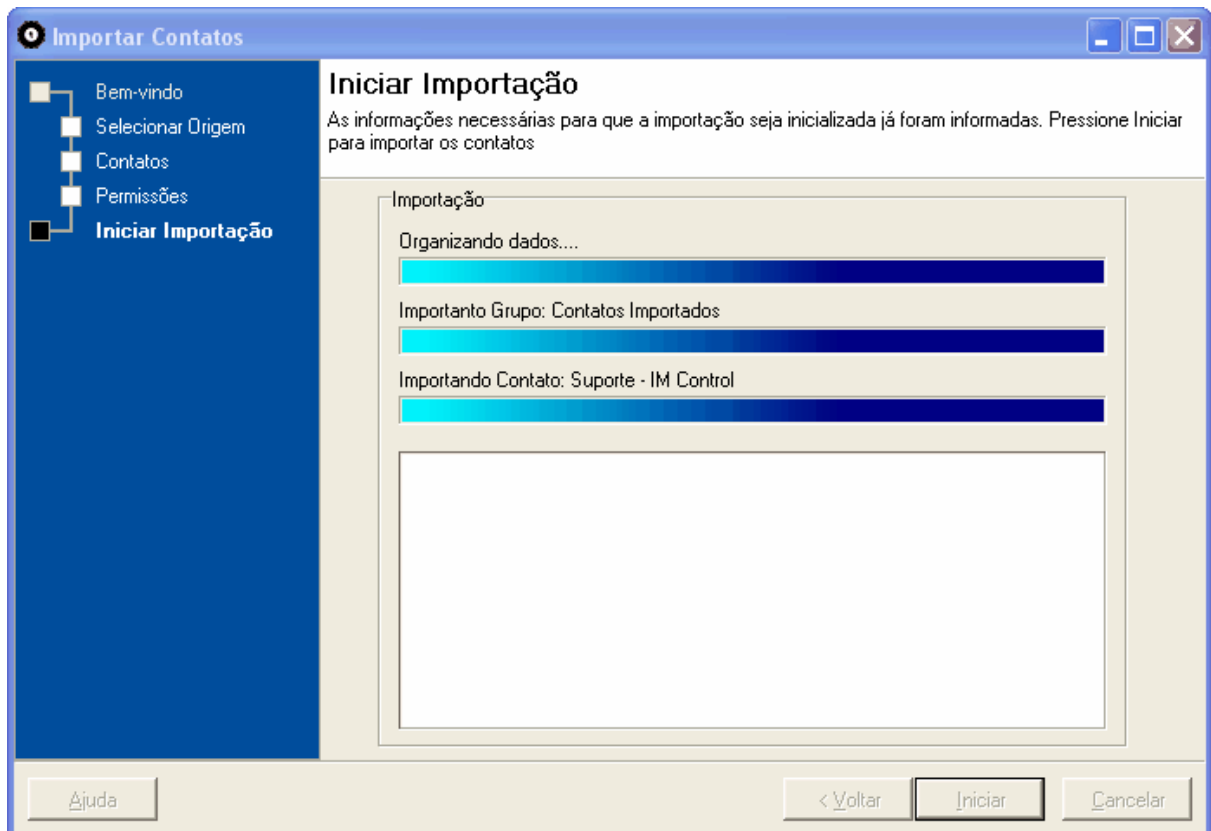 Importar Contatos
Bem-vindo
Selecionar Origem
Contatos
Permissões
Iniciar Importação
Iniciar Importação
As informações necessárias para que a importação seja inicializada já foram informadas. Pressione Iniciar
para importar os contatos
Importação
Organizando dados....
Importanto Grupo: Contatos Importados
Importando Contato: Suporte - IM Control
Ajuda
< Voltar
Iniciar
Cancelar